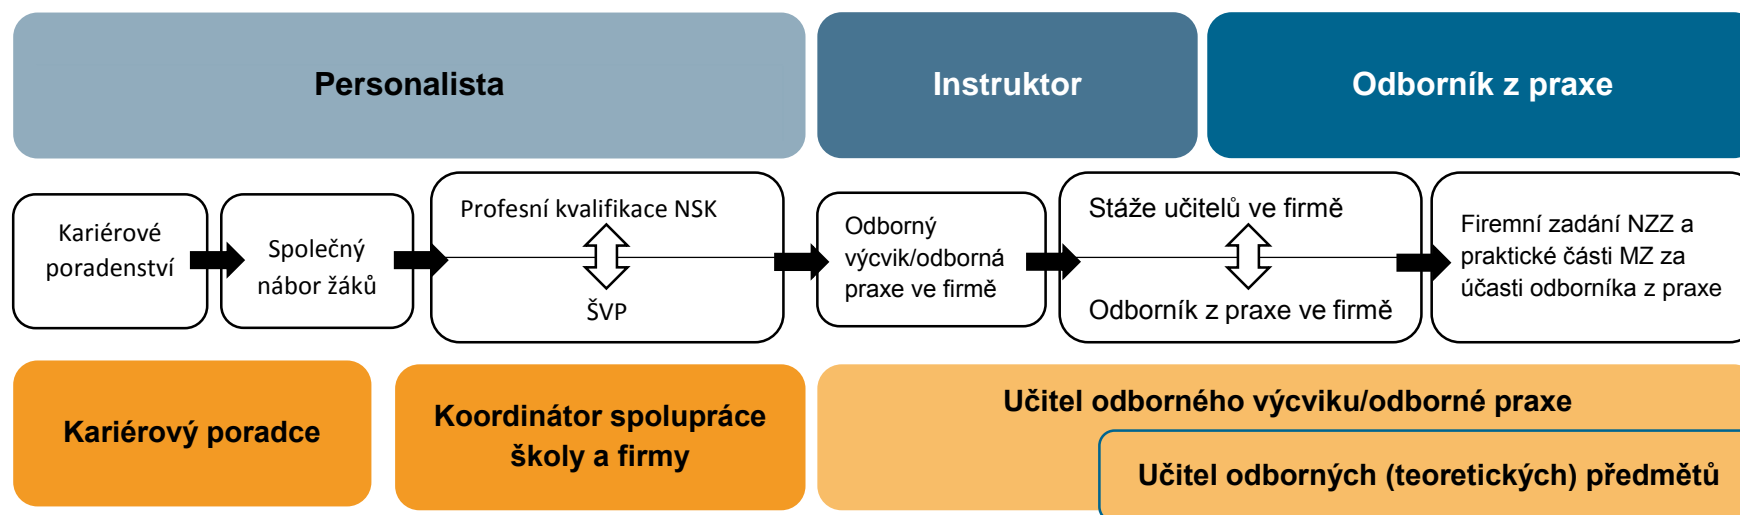 Personalista
Instruktor
Odborník z praxe
Kariérové
poradenství
Společný
nábor žáků
Profesní kvalifikace NSK
ŠVP
Odborný
výcvik/odborná
praxe ve firmě
Stáže učitelů ve firmě
Odborník z praxe ve firmě
Firemní zadání NZZ a
praktické části MZ za
účasti odborníka z praxe
Kariérový poradce
Koordinátor spolupráce
školy a firmy
Učitel odborného výcviku/odborné praxe
Učitel odborných (teoretických) předmětů